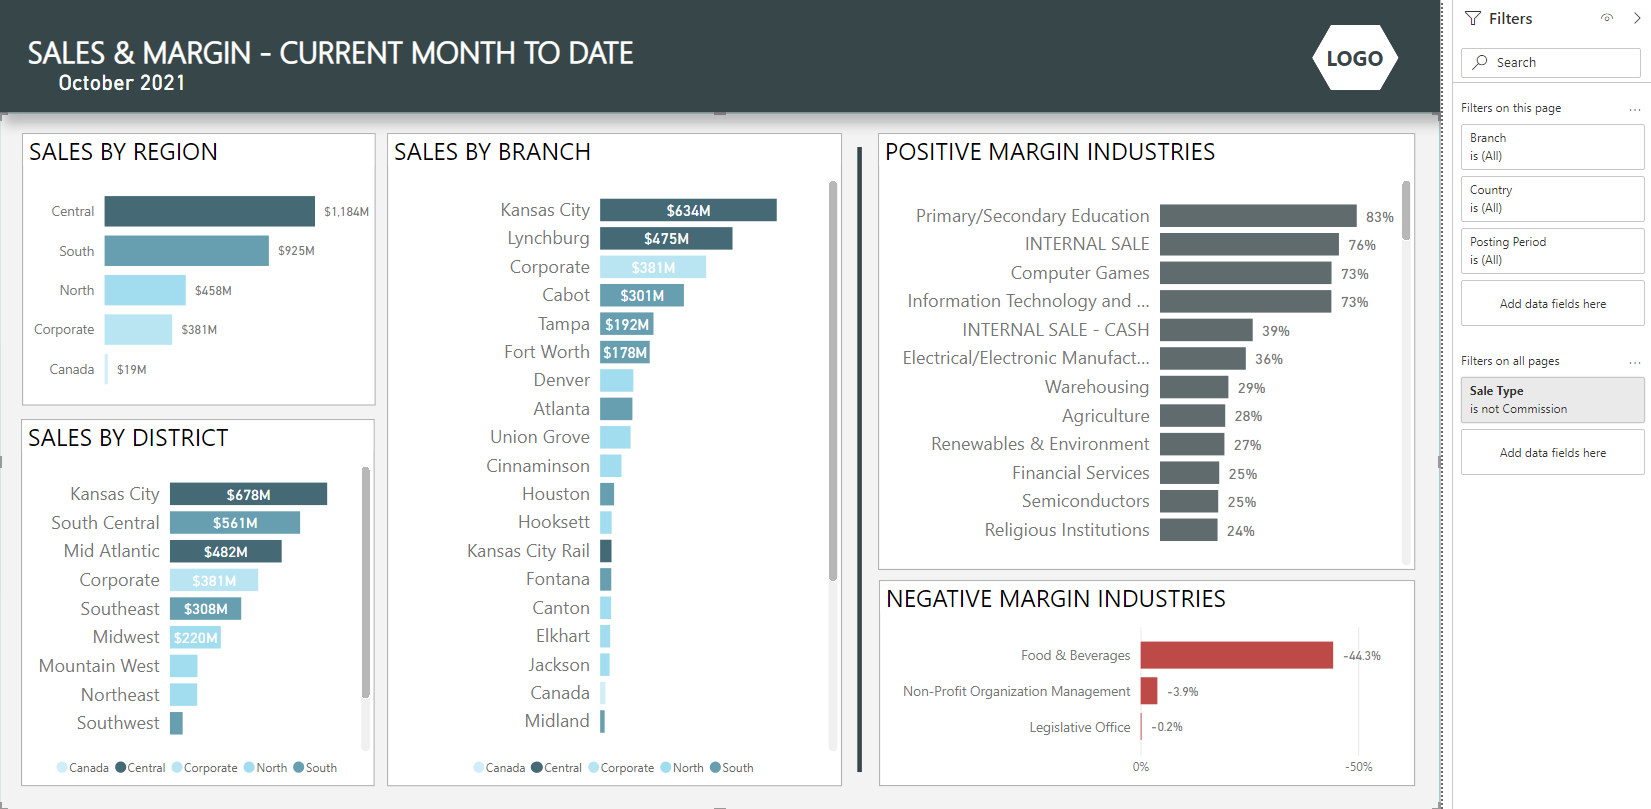 SALES & MARGIN - CURRENT MONTH TO DATE
October 2021
LOGO
SALES BY REGION
Central $1,184M
South $925M
North $458M
Corporate $381M
Canada $19M
SALES BY DISTRICT
Kansas City $678M
South Central $561M
Mid Atlantic $482M
Corporate $381M
Southeast $308M
Midwest $220M
Mountain West
Northeast
Southwest
Canada Central Corporate North South
SALES BY BRANCH
Kansas City $634M
Lynchburg $475M
Corporate $381M
Cabot $301M
Tampa $192M
Fort Worth $178M
Denver
Atlanta
Union Grove
Cinnaminson
Houston
Hooksett
Kansas City Rail
Fontana
Canton
Elkhart
Jackson
Canada
Midland
Canada Central Corporate North South
POSITIVE MARGIN INDUSTRIES
Primary/Secondary Education 83%
INTERNAL SALE 76%
Computer Games 73%
Information Technology and ... 73%
INTERNAL SALE - CASH 39%
Electrical/Electronic Manufact... 36%
Warehousing 29%
Agriculture 28%
Renewables & Environment 27%
Financial Services 25%
Semiconductors 25%
Religious Institutions 24%
NEGATIVE MARGIN INDUSTRIES
Food & Beverages -44.3%
Non-Profit Organization Management -3.9%
Legislative Office -0.2%
0% -50%
Filters
Search
Filters on this page ...
Branch
is (All)
Country
is (All)
Posting Period
is (All)
Add data fields here
Filters on all pages ...
Sale Type
is not Commission
Add data fields here